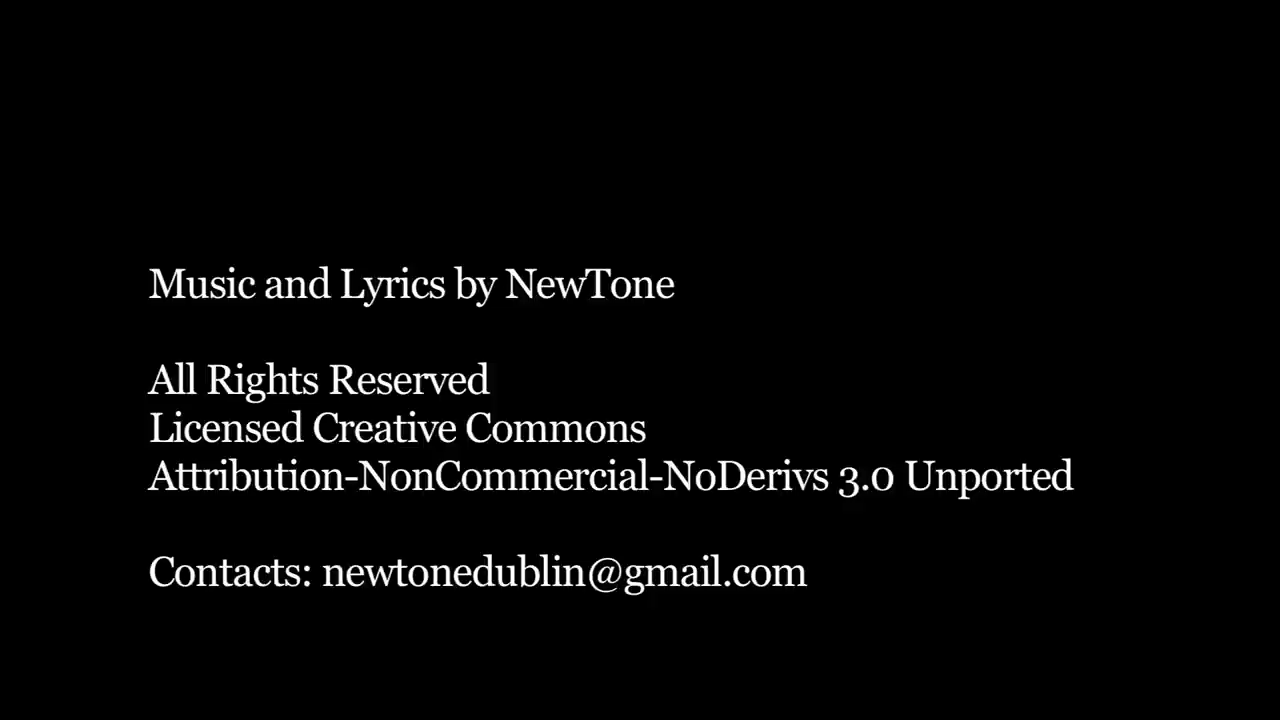 Music and Lyrics by NewTone
All Rights Reserved
Licensed Creative Commons
Attribution-NonCommercial-NoDerivs 3.0 Unported
Contacts: newtonedublin@gmail.com